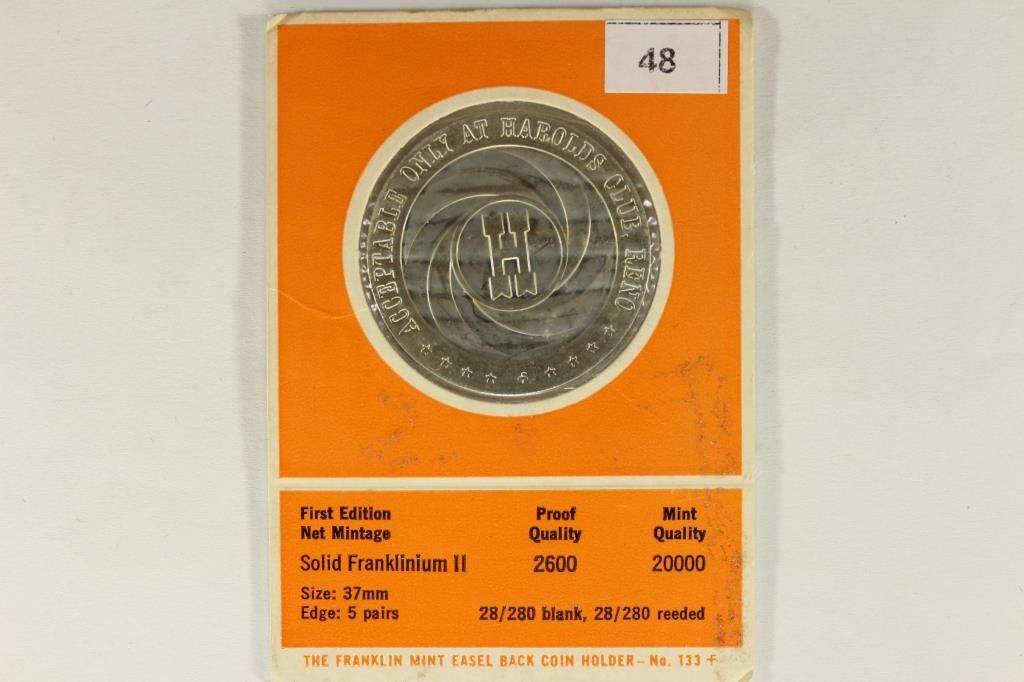 48
ACCEPTABLE ONLY AT HAROLDS CLUB, RENO
H
First Edition Proof Mint
Net Mintage Quality Quality
Solid Franklinium II 2600 20000
Size: 37mm
Edge: 5 pairs 28/280 blank, 28/280 reeded
THE FRANKLIN MINT EASEL BACK COIN HOLDER – No. 133